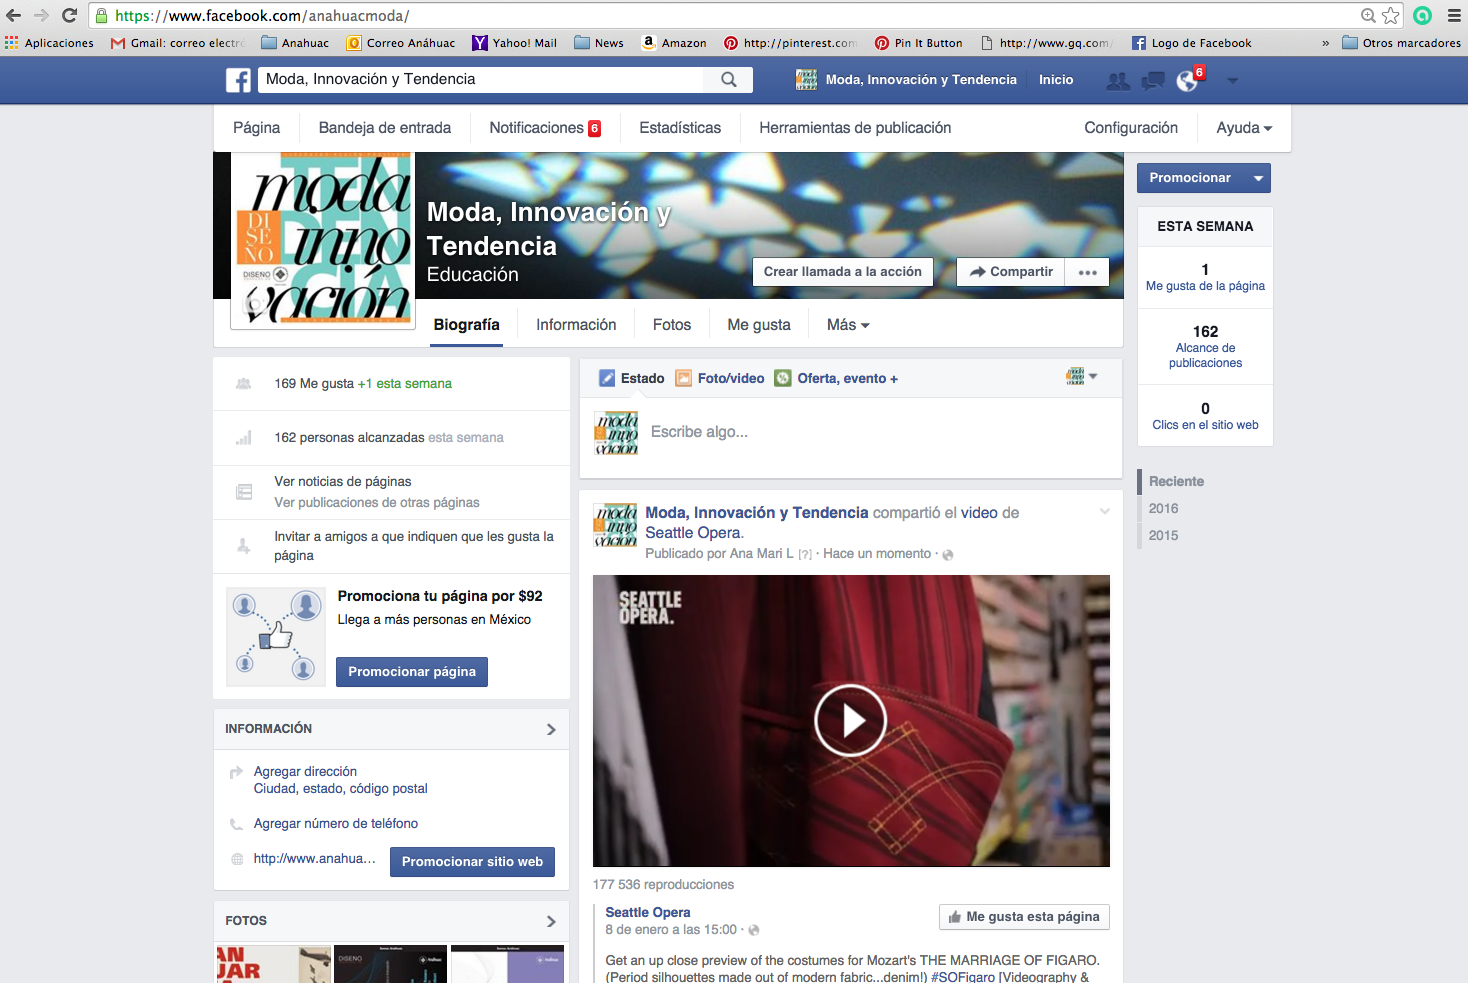 https://www.facebook.com/anahuacmoda/
Aplicaciones
Gmail: correo electró
Anahuac
Correo Anáhuac
Yahoo! Mail
News
Amazon
http://pinterest.com
Pin It Button
http://www.gq.com/
Logo de Facebook
»
Otros marcadores
Moda, Innovación y Tendencia
Moda, Innovación y Tendencia
Inicio
6
Página
Bandeja de entrada
Notificaciones 6
Estadísticas
Herramientas de publicación
Configuración
Ayuda
moda
TENDENCIA
DISEÑO
inno
vación
DISEÑO
Moda, Innovación y
Tendencia
Educación
Crear llamada a la acción
Compartir
Promocionar
Biografía
Información
Fotos
Me gusta
Más
ESTA SEMANA
1
Me gusta de la página
162
Alcance de
publicaciones
0
Clics en el sitio web
Reciente
2016
2015
169 Me gusta +1 esta semana
162 personas alcanzadas esta semana
Ver noticias de páginas
Ver publicaciones de otras páginas
Invitar a amigos a que indiquen que les gusta la
página
Promociona tu página por $92
Llega a más personas en México
Promocionar página
INFORMACIÓN
Agregar dirección
Ciudad, estado, código postal
Agregar número de teléfono
http://www.anahua...
Promocionar sitio web
FOTOS
AN
JAR
DISEÑO
Estado
Foto/video
Oferta, evento +
moda
inno
vación
Escribe algo...
moda
inno
vación
Moda, Innovación y Tendencia compartió el video de
Seattle Opera.
Publicado por Ana Mari L [?] · Hace un momento ·
SEATTLE
OPERA.
177 536 reproducciones
Seattle Opera
8 de enero a las 15:00 ·
Me gusta esta página
Get an up close preview of the costumes for Mozart's THE MARRIAGE OF FIGARO.
(Period silhouettes made out of modern fabric...denim!) #SOFigaro [Videography &